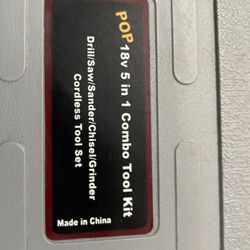 POP 18v 5 in 1 Combo Tool Kit
Drill/Saw/Sander/Chisel/Grinder
Cordless Tool Set
Made in China